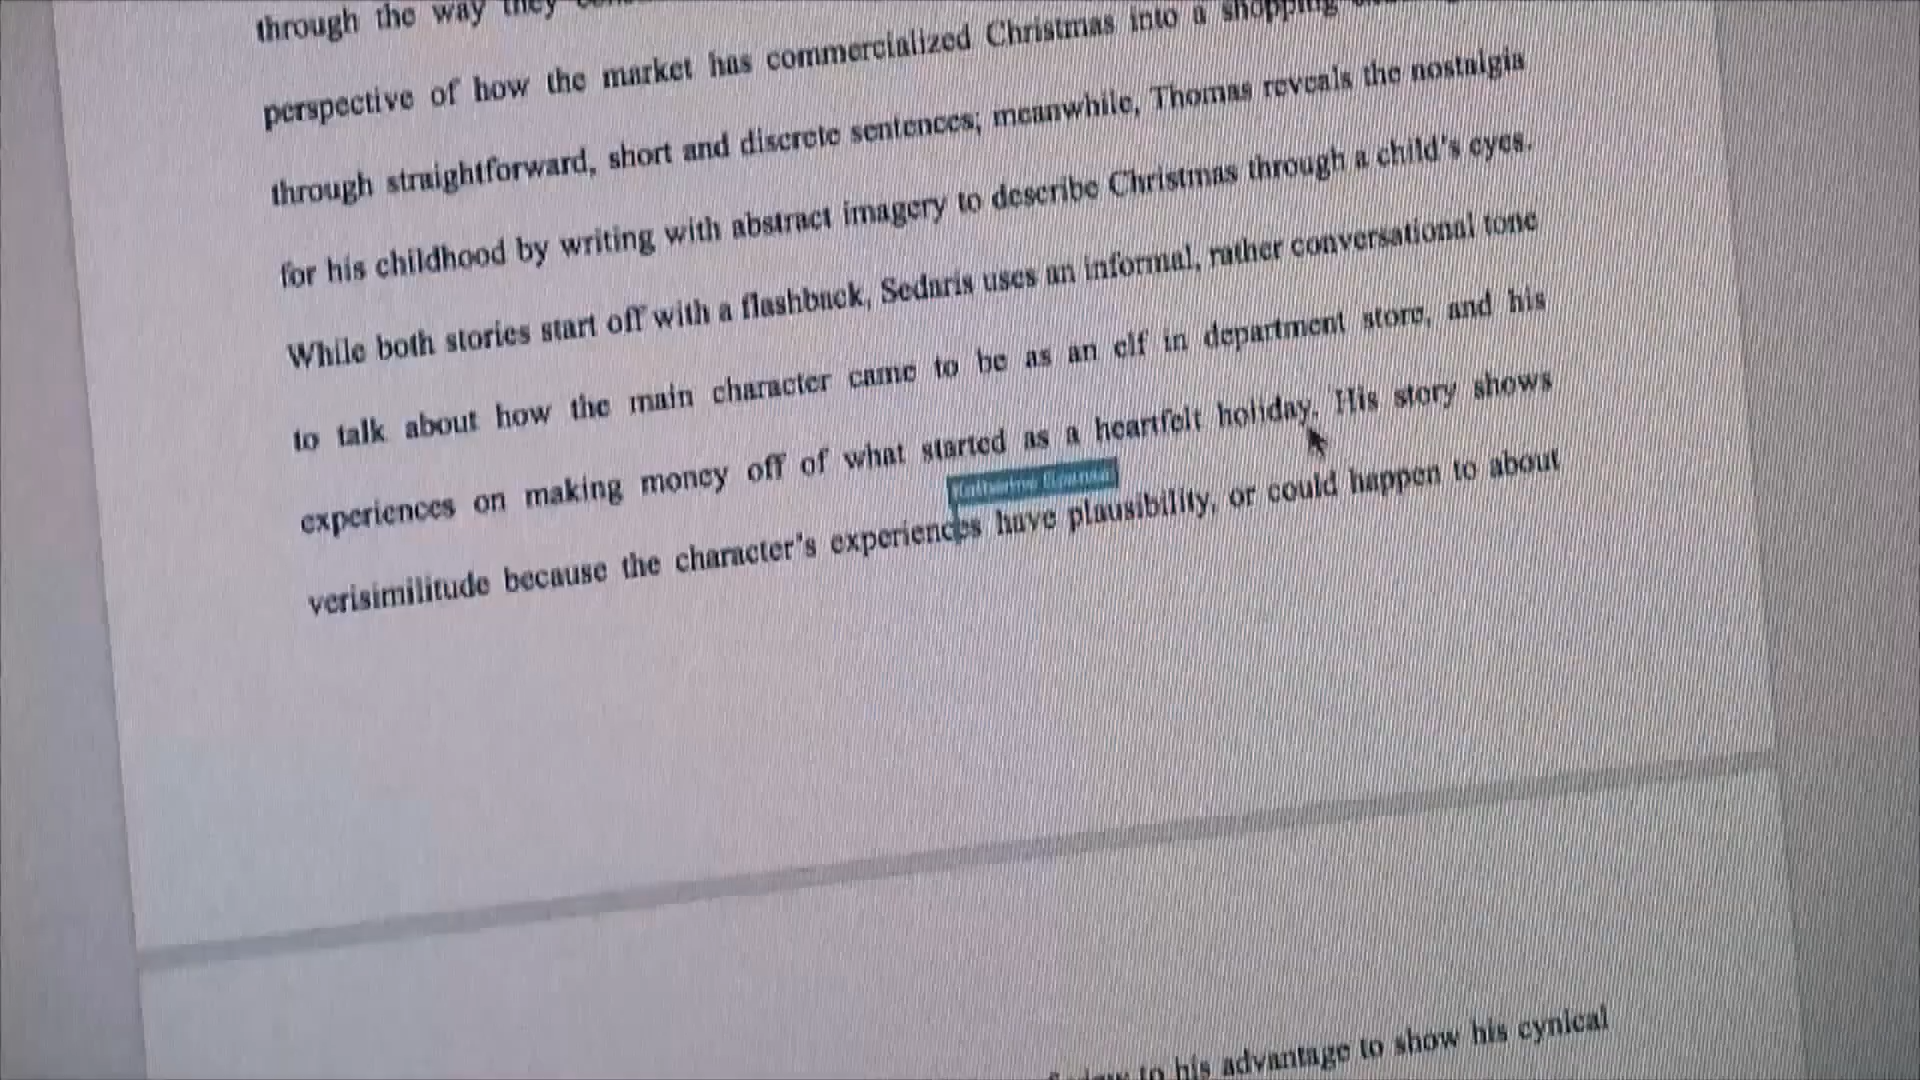 through the way they
perspective of how the market has commercialized Christmas into a shopping
through straightforward, short and discrete sentences; meanwhile, Thomas reveals the nostalgia
for his childhood by writing with abstract imagery to describe Christmas through a child's eyes.
While both stories start off with a flashback, Sedaris uses an informal, rather conversational tone
to talk about how the main character came to be as an elf in department store, and his
experiences on making money off of what started as a heartfelt holiday. His story shows
verisimilitude because the character's experiences have plausibility, or could happen to about
to his advantage to show his cynical